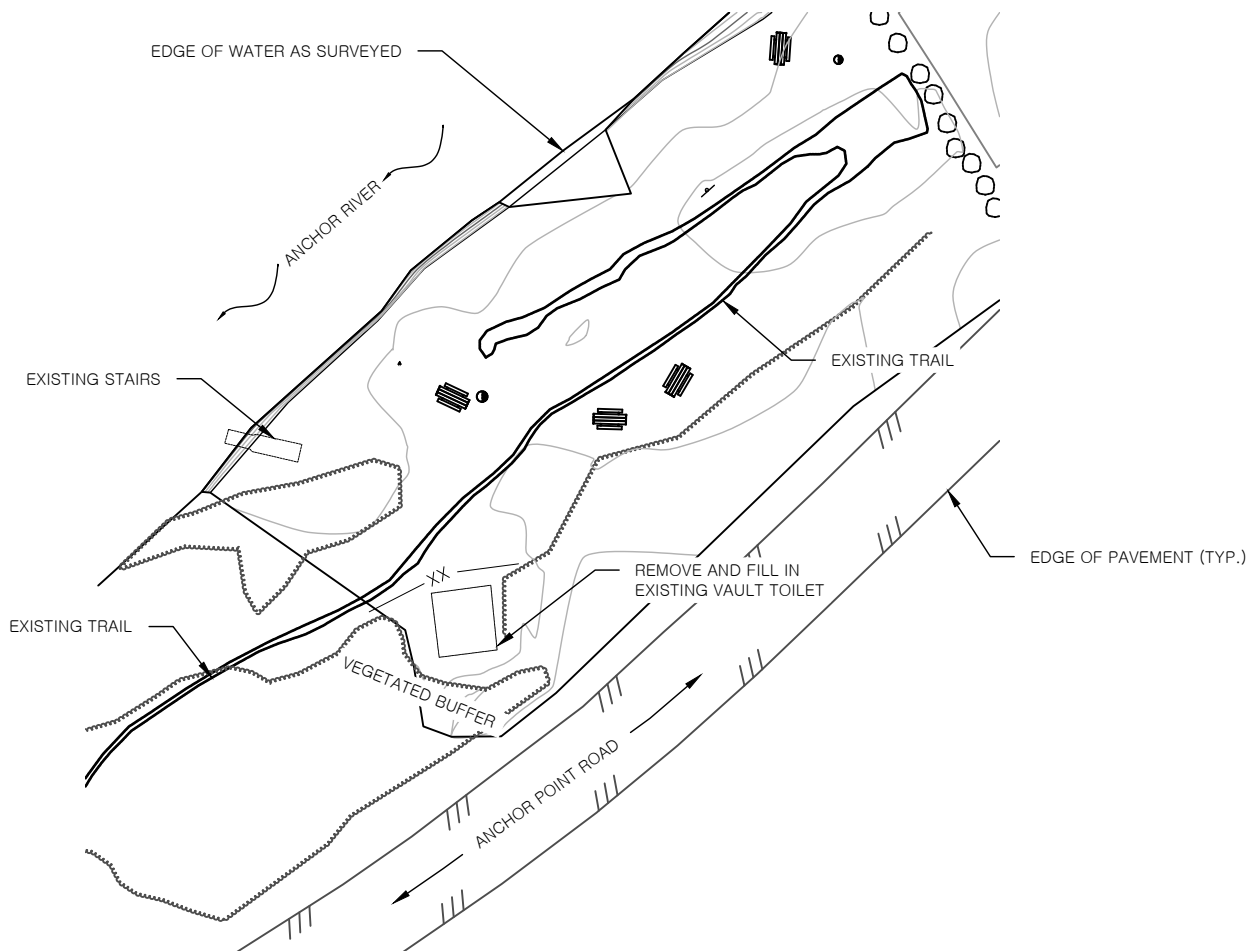 EDGE OF WATER AS SURVEYED
ANCHOR RIVER
EXISTING STAIRS
EXISTING TRAIL
EDGE OF PAVEMENT (TYP.)
XX
REMOVE AND FILL IN
EXISTING VAULT TOILET
EXISTING TRAIL
VEGETATED BUFFER
ANCHOR POINT ROAD